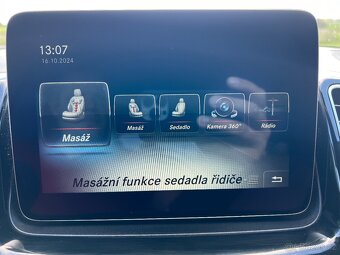 13:07
16.10.2024
Masáž
Masáž
Sedadlo
Kamera 360°
Rádio
Masážní funkce sedadla řidiče